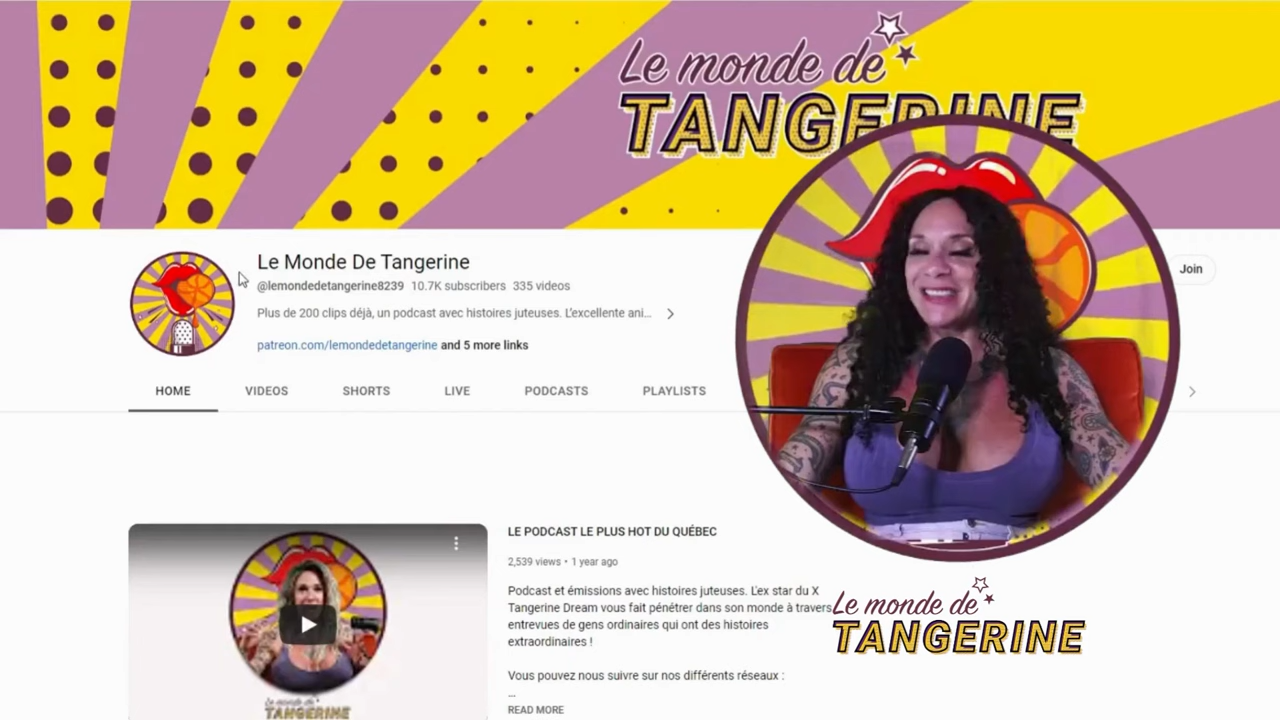 Le monde de
TANGERINE
Le Monde De Tangerine
@lemondedetangerine8239 10.7K subscribers 335 videos
Plus de 200 clips déjà, un podcast avec histoires juteuses. L'excellente ani...
patreon.com/lemondedetangerine and 5 more links
Join
HOME VIDEOS SHORTS LIVE PODCASTS PLAYLISTS
LE PODCAST LE PLUS HOT DU QUÉBEC
2,539 views • 1 year ago
Podcast et émissions avec histoires juteuses. L'ex star du X
Tangerine Dream vous fait pénétrer dans son monde à travers
entrevues de gens ordinaires qui ont des histoires
extraordinaires !
Vous pouvez nous suivre sur nos différents réseaux :
...
READ MORE
Le monde de
TANGERINE
Le monde de
TANGERINE